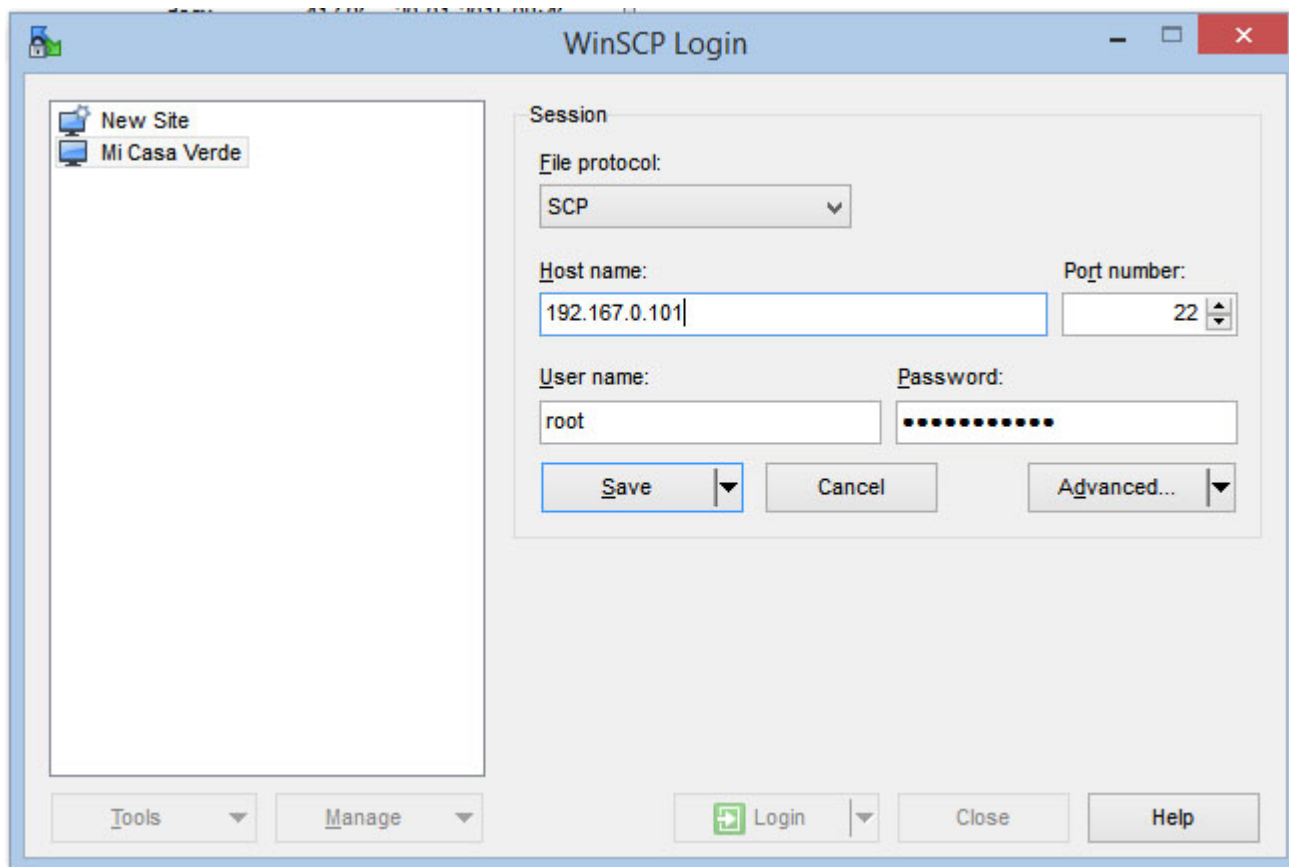 WinSCP Login
New Site
Mi Casa Verde
Session
File protocol:
SCP
Host name:
Port number:
192.167.0.101
22
User name:
Password:
root
•••••••••••
Save
Cancel
Advanced...
Tools
Manage
Login
Close
Help